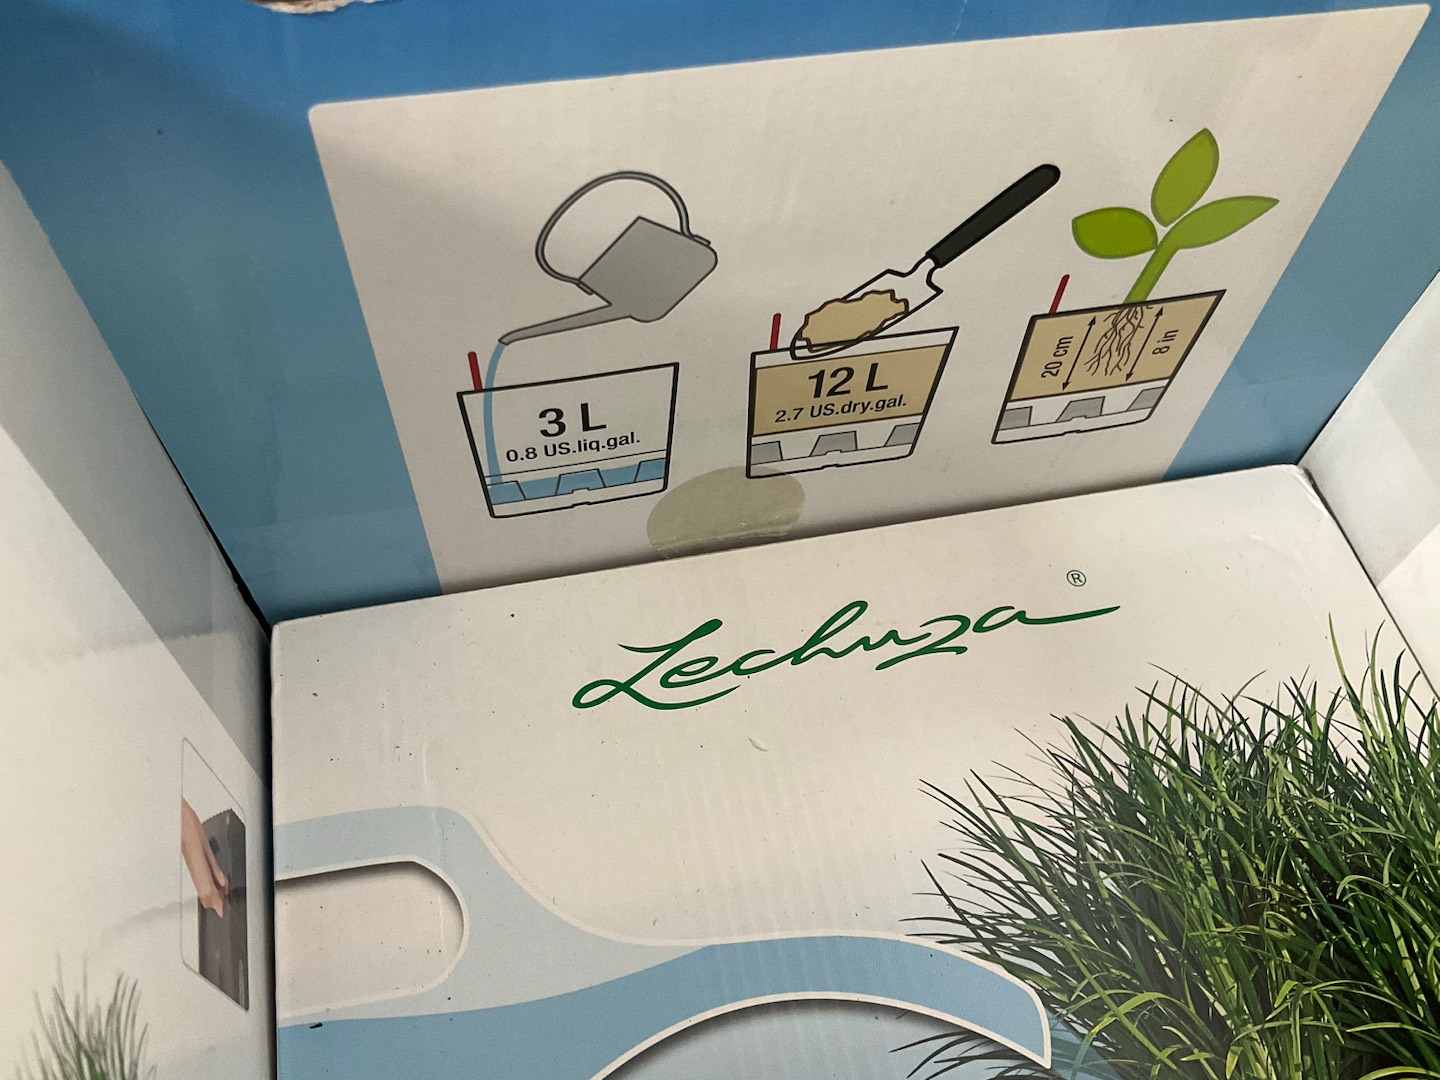 3 L
0.8 US.liq.gal.
12 L
2.7 US.dry.gal.
20 cm
8 in
Lechuza®